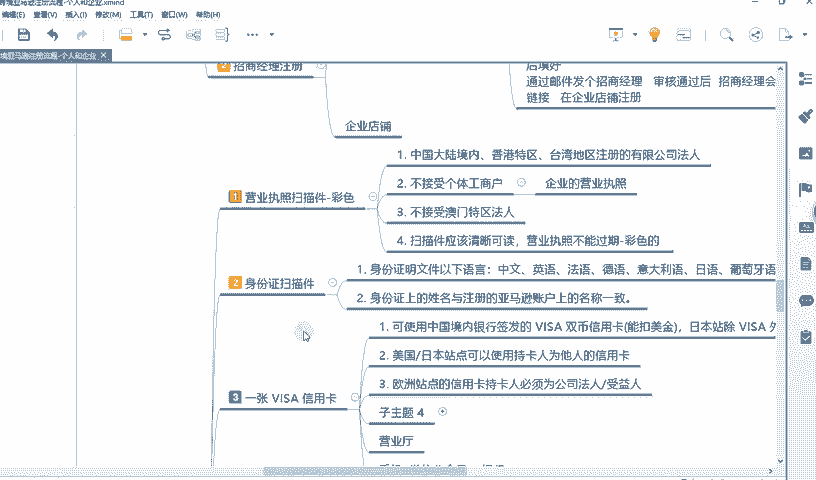 境亚马逊注册流程-个人和企业.xmind
编辑(E) 查看(V) 插入(I) 修改(M) 工具(T) 窗口(W) 帮助(H)
境亚马逊注册流程-个人和企业
招商经理注册
后填好
通过邮件发个招商经理 审核通过后 招商经理会
链接 在企业店铺注册
企业店铺
1 营业执照扫描件-彩色
1. 中国大陆境内、香港特区、台湾地区注册的有限公司法人
2. 不接受个体工商户 企业的营业执照
3. 不接受澳门特区法人
4. 扫描件应该清晰可读，营业执照不能过期-彩色的
2 身份证扫描件
1. 身份证明文件以下语言：中文、英语、法语、德语、意大利语、日语、葡萄牙语
2. 身份证上的姓名与注册的亚马逊账户上的名称一致。
3 一张 VISA 信用卡
1. 可使用中国境内银行签发的 VISA 双币信用卡(能扣美金)，日本站除 VISA
2. 美国/日本站点可以使用持卡人为他人的信用卡
3. 欧洲站点的信用卡持卡人必须为公司法人/受益人
子主题 4
营业厅